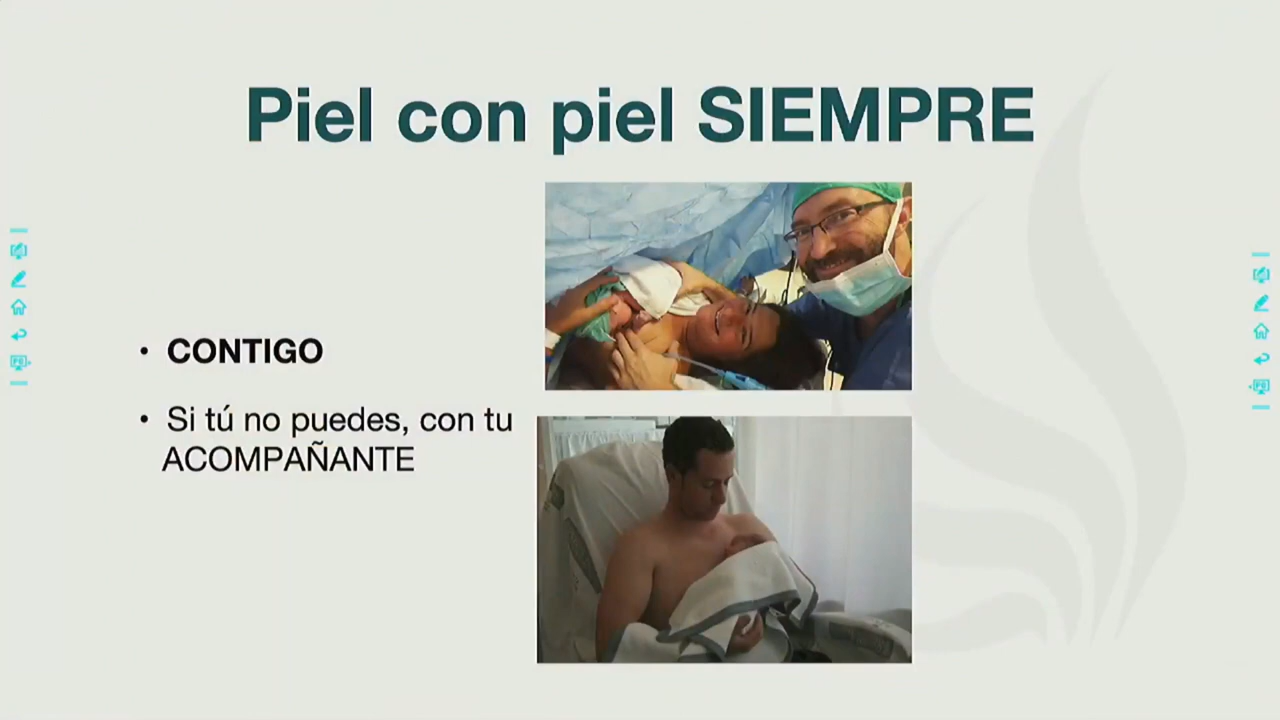 Piel con piel SIEMPRE
• CONTIGO
• Si tú no puedes, con tu
ACOMPAÑANTE